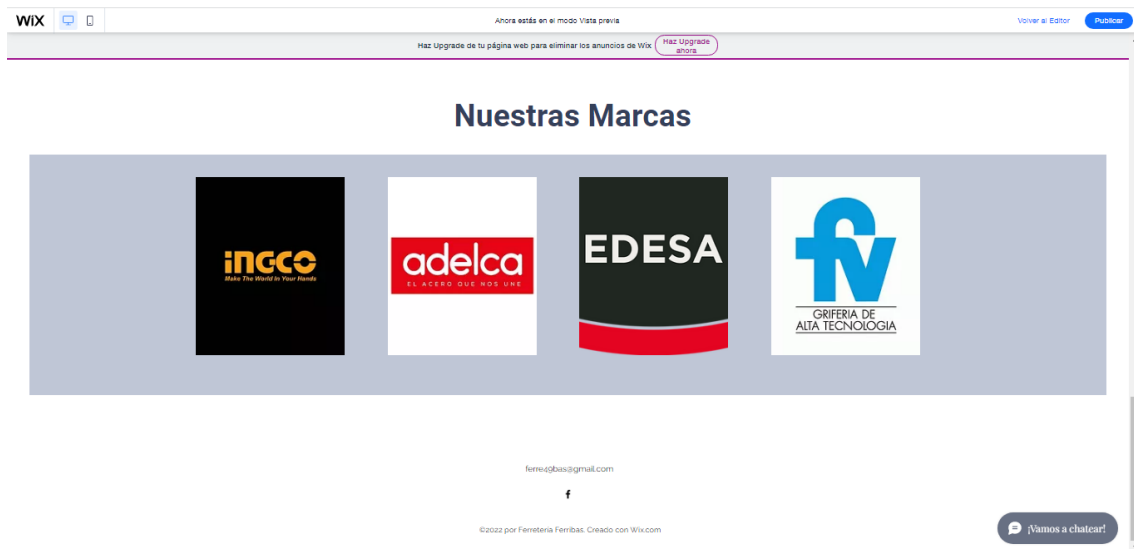 WiX
Ahora estás en el modo Vista previa
Volver al Editor
Publicar
Haz Upgrade de tu página web para eliminar los anuncios de Wix
Haz Upgrade
ahora
Nuestras Marcas
INGCO
Make The World In Your Hands
adelca
EL ACERO QUE NOS UNE
EDESA
fv
GRIFERIA DE
ALTA TECNOLOGIA
ferre49bas@gmail.com
f
©2022 por Ferretería Ferribas. Creado con Wix.com
¡Vamos a chatear!